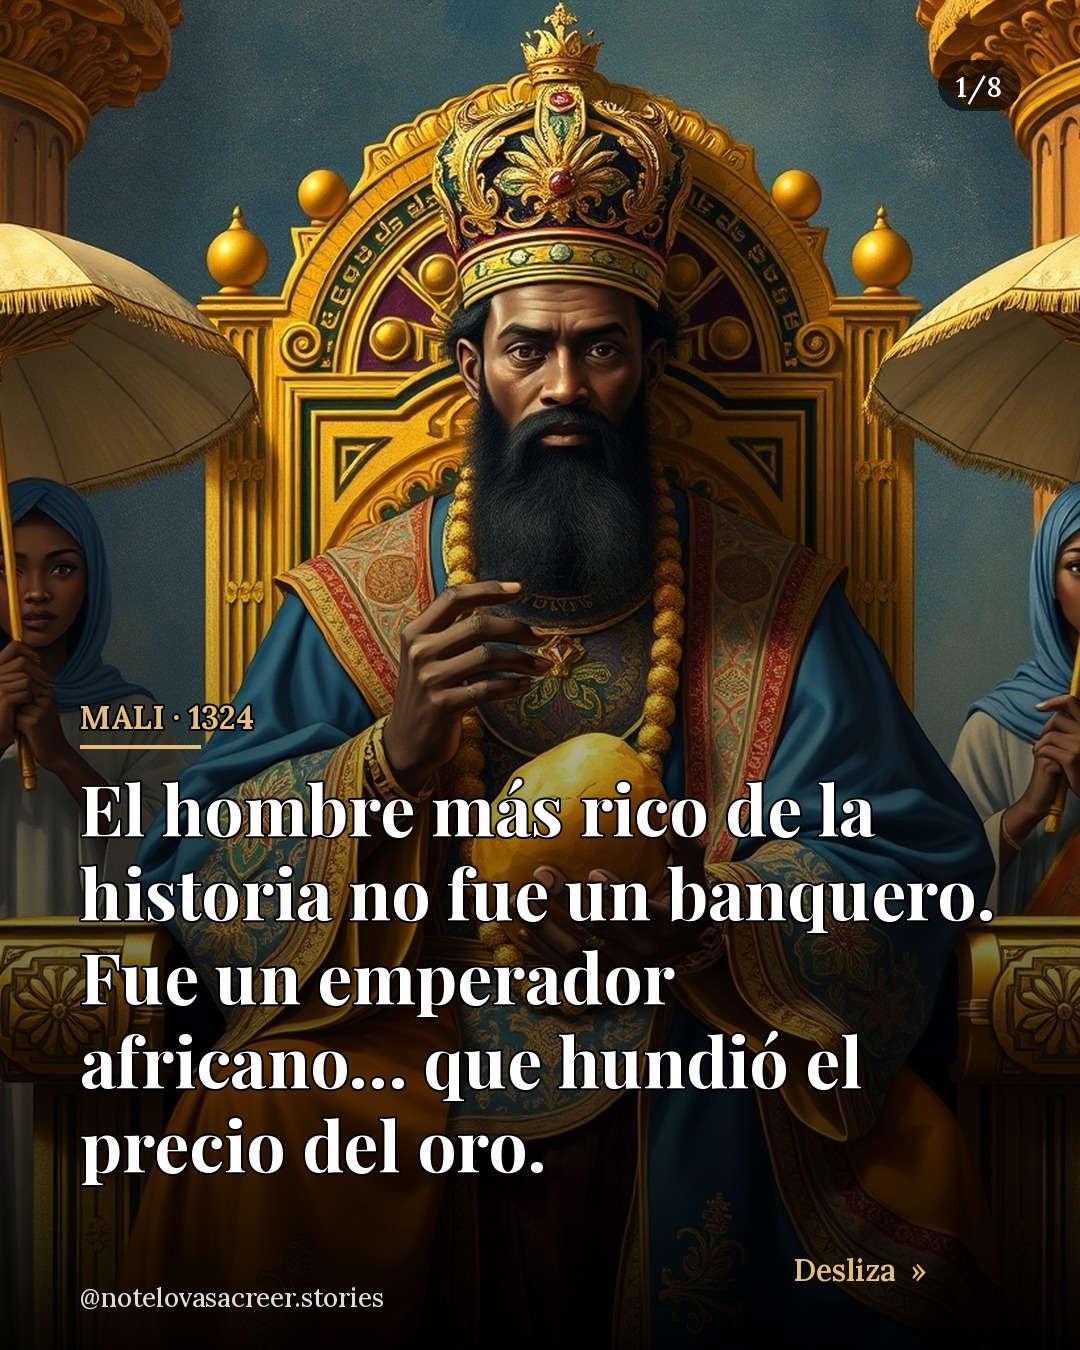 1/8
MALI · 1324
El hombre más rico de la
historia no fue un banquero.
Fue un emperador
africano... que hundió el
precio del oro.
Desliza »
@notelovasacreer.stories